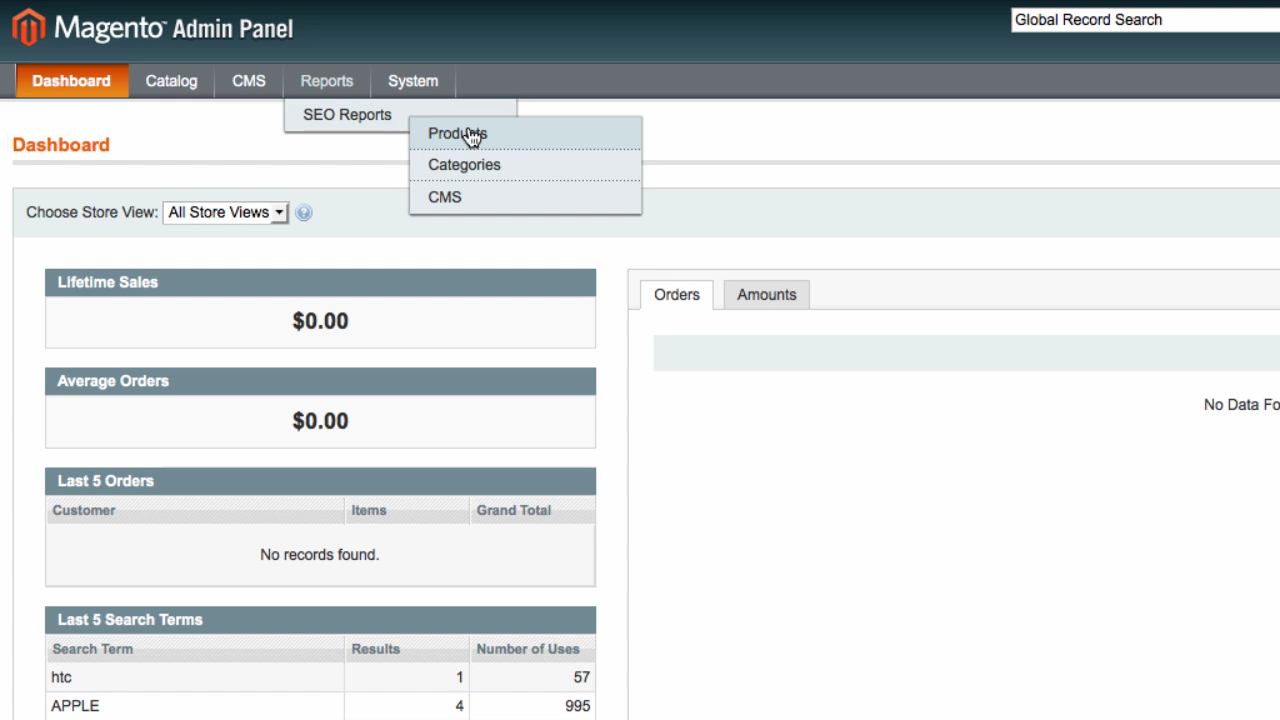 Magento™ Admin Panel
Global Record Search
Dashboard Catalog CMS Reports System
SEO Reports
Products
Categories
CMS
Dashboard
Choose Store View: All Store Views
Lifetime Sales
$0.00
Average Orders
$0.00
Last 5 Orders
Customer Items Grand Total
No records found.
Last 5 Search Terms
Search Term Results Number of Uses
htc 1 57
APPLE 4 995
Orders Amounts
No Data Fo